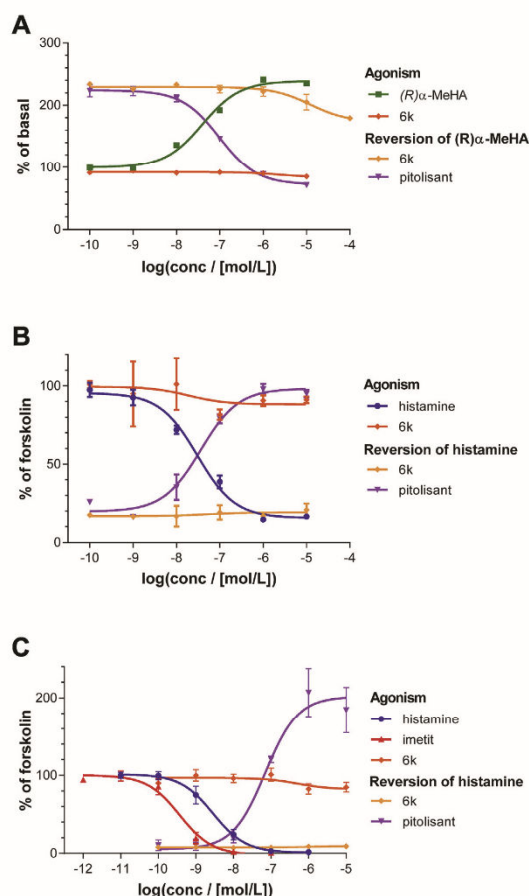 A
300
200
100
0
% of basal
-10 -9 -8 -7 -6 -5 -4
log(conc / [mol/L])
Agonism
(R)α-MeHA
6k
Reversion of (R)α-MeHA
6k
pitolisant
B
100
50
0
% of forskolin
-10 -9 -8 -7 -6 -5 -4
log(conc / [mol/L])
Agonism
histamine
6k
Reversion of histamine
6k
pitolisant
C
200
100
0
% of forskolin
-12 -11 -10 -9 -8 -7 -6 -5
log(conc / [mol/L])
Agonism
histamine
imetit
6k
Reversion of histamine
6k
pitolisant